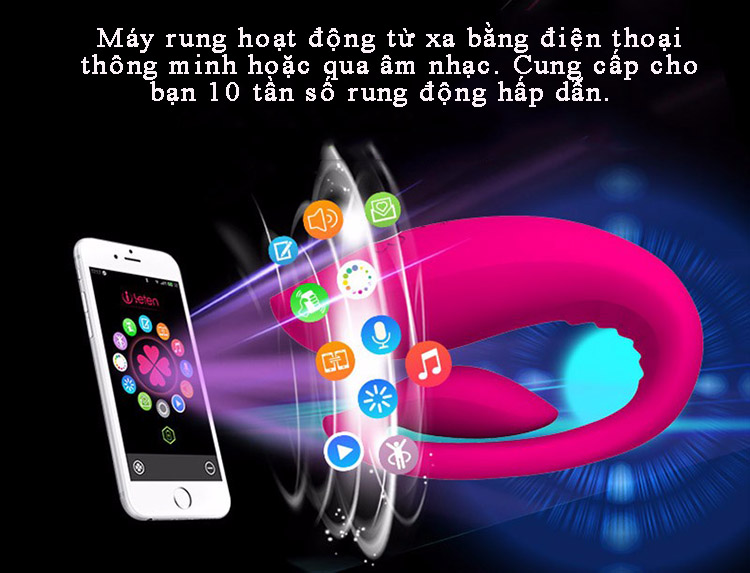 Máy rung hoạt động từ xa bằng điện thoại
thông minh hoặc qua âm nhạc. Cung cấp cho
bạn 10 tần số rung động hấp dẫn.
leten